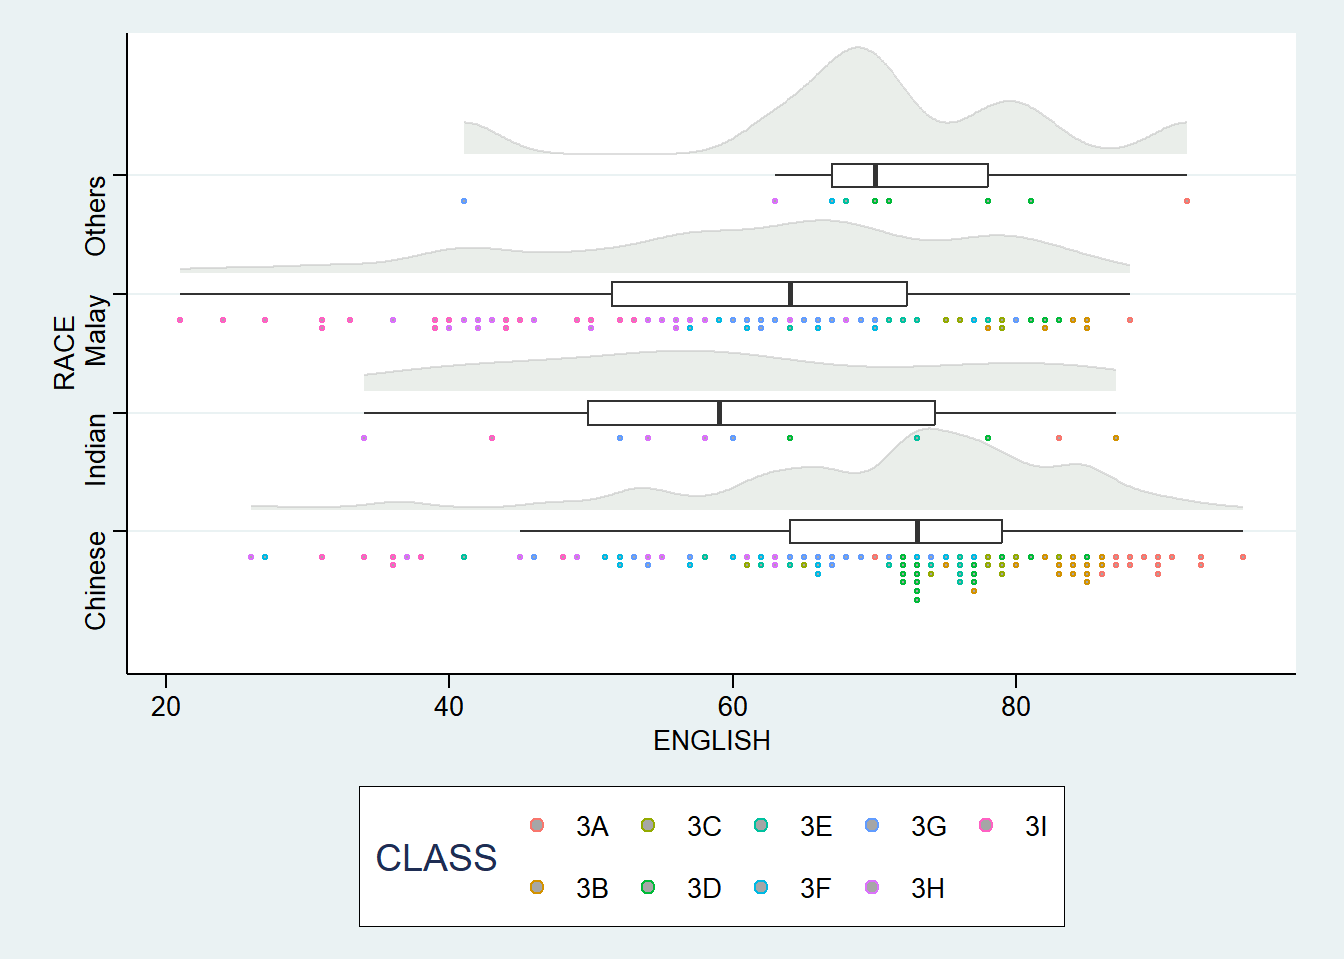 RACE
Others
Malay
Indian
Chinese
20 40 60 80
ENGLISH
CLASS
3A 3C 3E 3G 3I
3B 3D 3F 3H